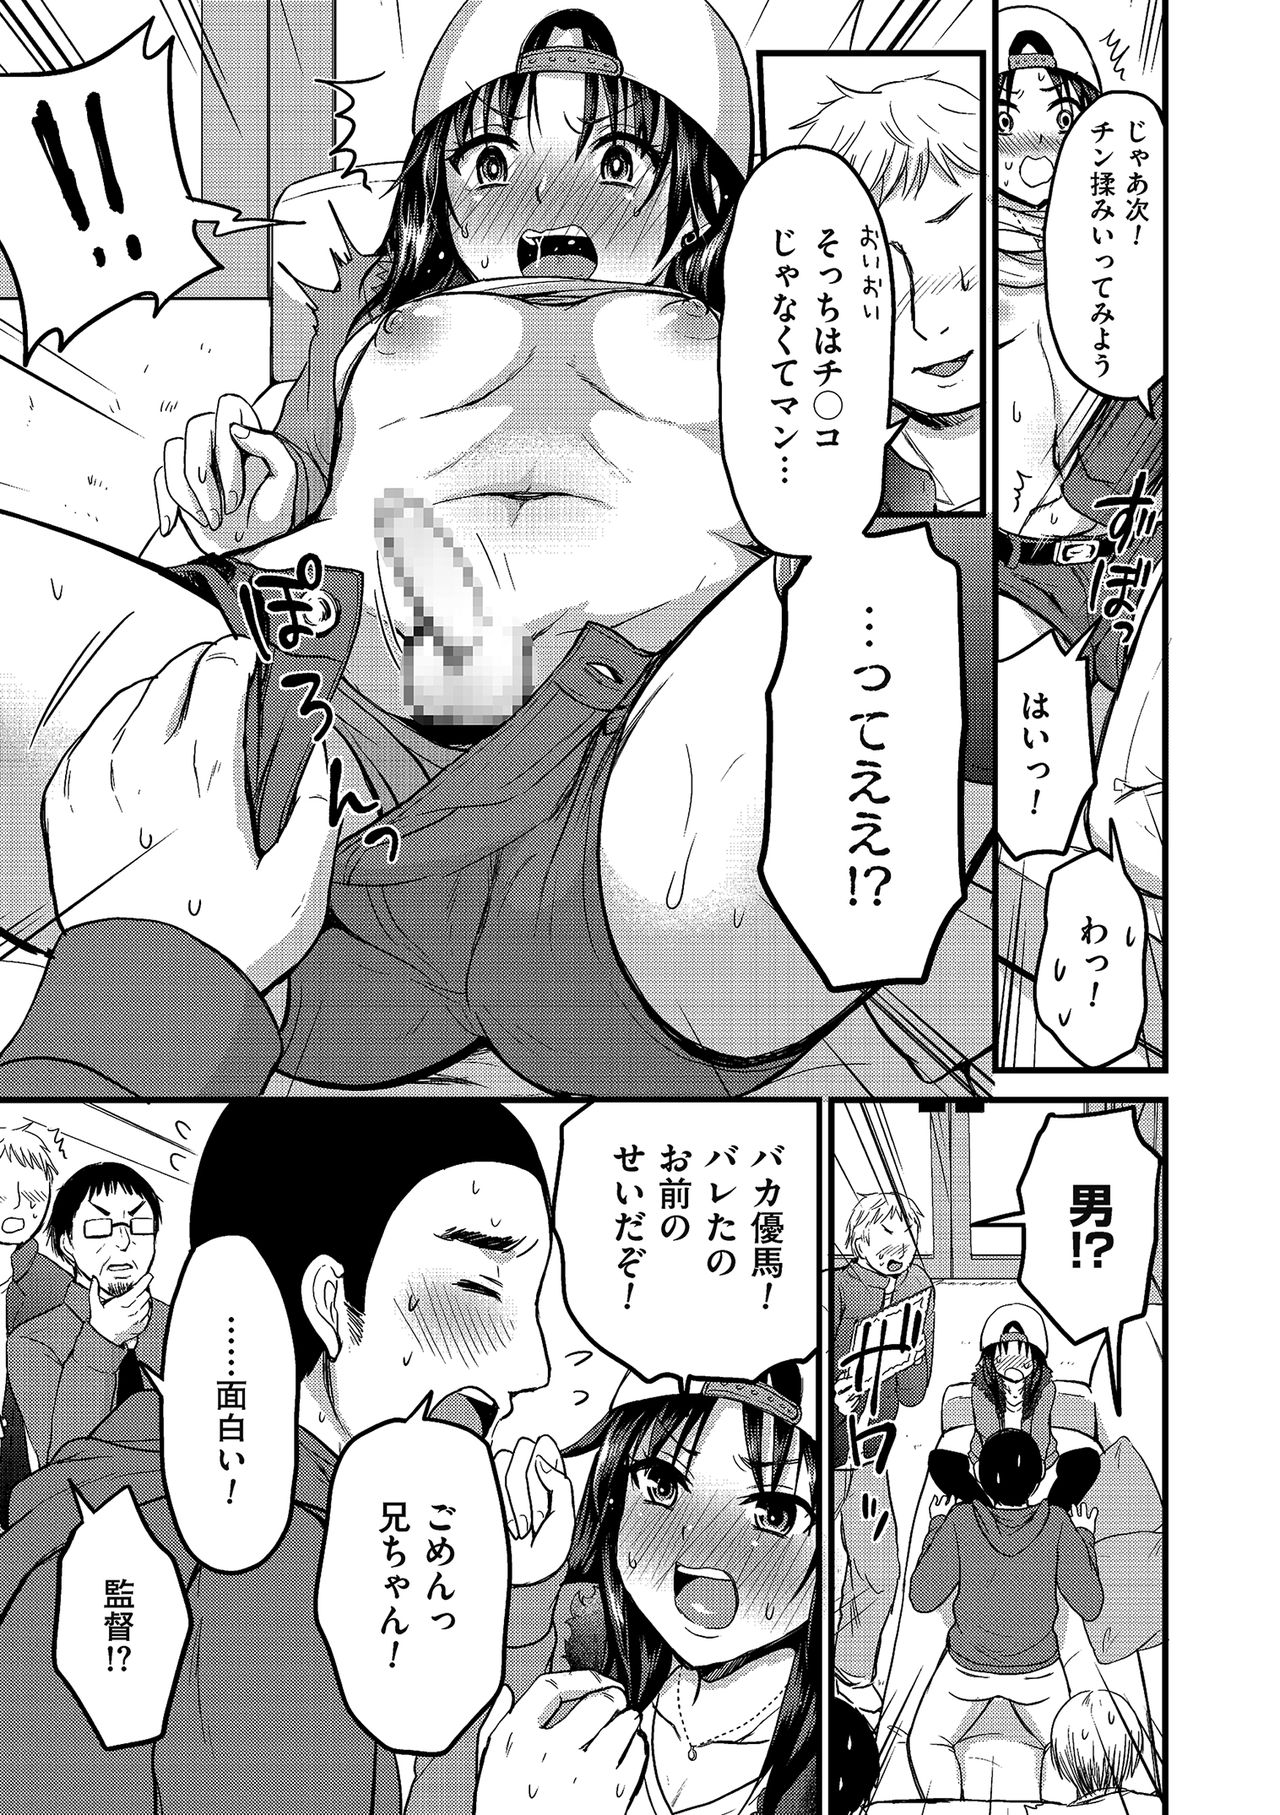 じゃあ次！
チン揉みいってみよう
ずぼっ
はいっ！
わっ！
おいおい
そっちはチ◯コ
じゃなくてマン…
…ってええ!?
!!
ぽろんっ
男!?
ザワ
バカ優馬！
バレたの
お前の
せいだぞ！
ごめんっ
兄ちゃん！
……面白い！
監督!?